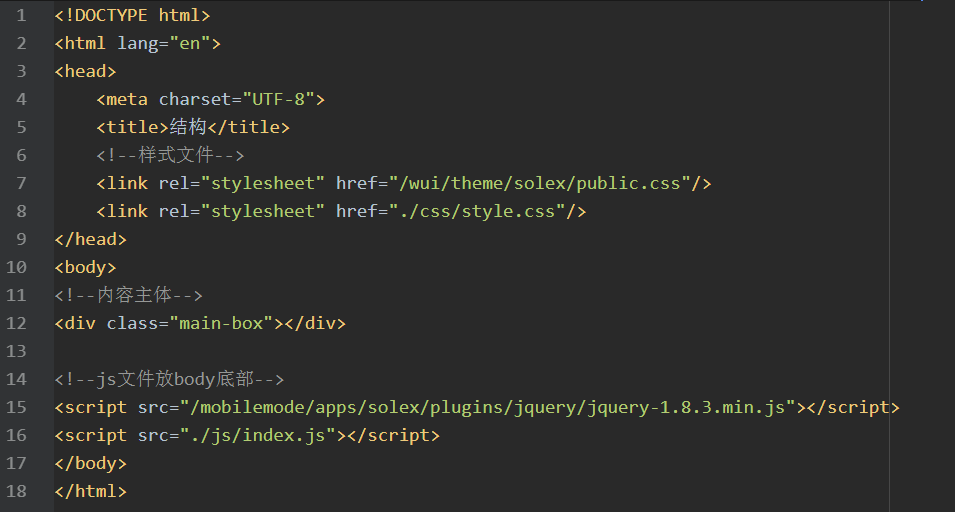 1 <!DOCTYPE html>
2 <html lang="en">
3 <head>
4     <meta charset="UTF-8">
5     <title>结构</title>
6     <!--样式文件-->
7     <link rel="stylesheet" href="/wui/theme/solex/public.css"/>
8     <link rel="stylesheet" href="./css/style.css"/>
9 </head>
10 <body>
11 <!--内容主体-->
12 <div class="main-box"></div>
13
14 <!--js文件放body底部-->
15 <script src="/mobilemode/apps/solex/plugins/jquery/jquery-1.8.3.min.js"></script>
16 <script src="./js/index.js"></script>
17 </body>
18 </html>